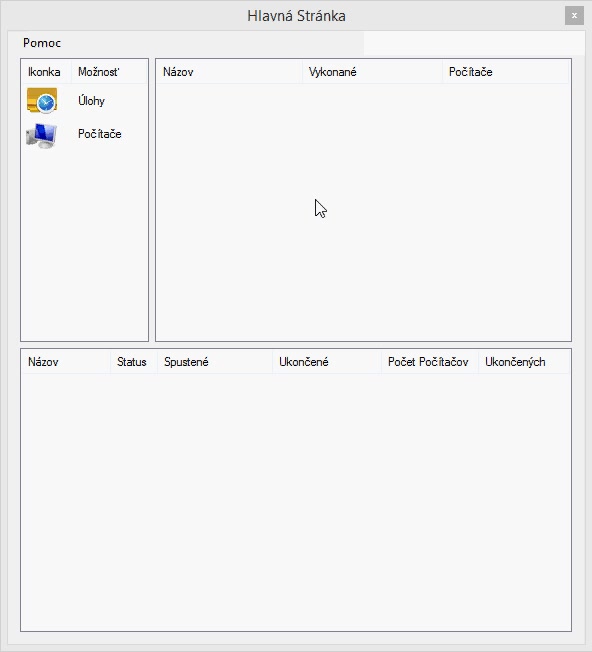 Hlavná Stránka
x
Pomoc
Ikonka Možnosť
Úlohy
Počítače
Názov Vykonané Počítače
Názov Status Spustené Ukončené Počet Počítačov Ukončených